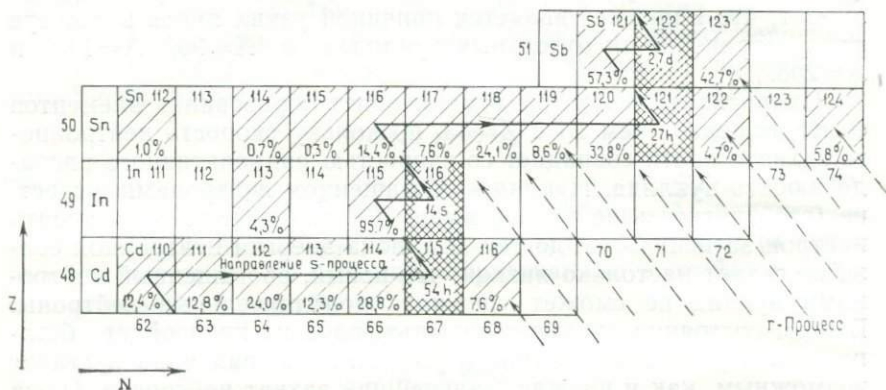 Sb 121 122 123
51 Sb
2,7d
57,3% 42,7%
Sn 112 113 114 115 116 117 118 119 120 121 122 123 124
50 Sn
27h
1,0% 0,7% 0,3% 14,4% 7,6% 24,1% 8,6% 32,8% 4,7% 5,8%
In 111 112 113 114 115 116 73 74
49 In
14s
4,3% 95,7%
Cd 110 111 112 113 114 115 116 70 71 72
48 Cd
Направление s-процесса
54h
12,4% 12,8% 24,0% 12,3% 28,8% 7,6%
62 63 64 65 66 67 68 69
r-Процесс
Z
N